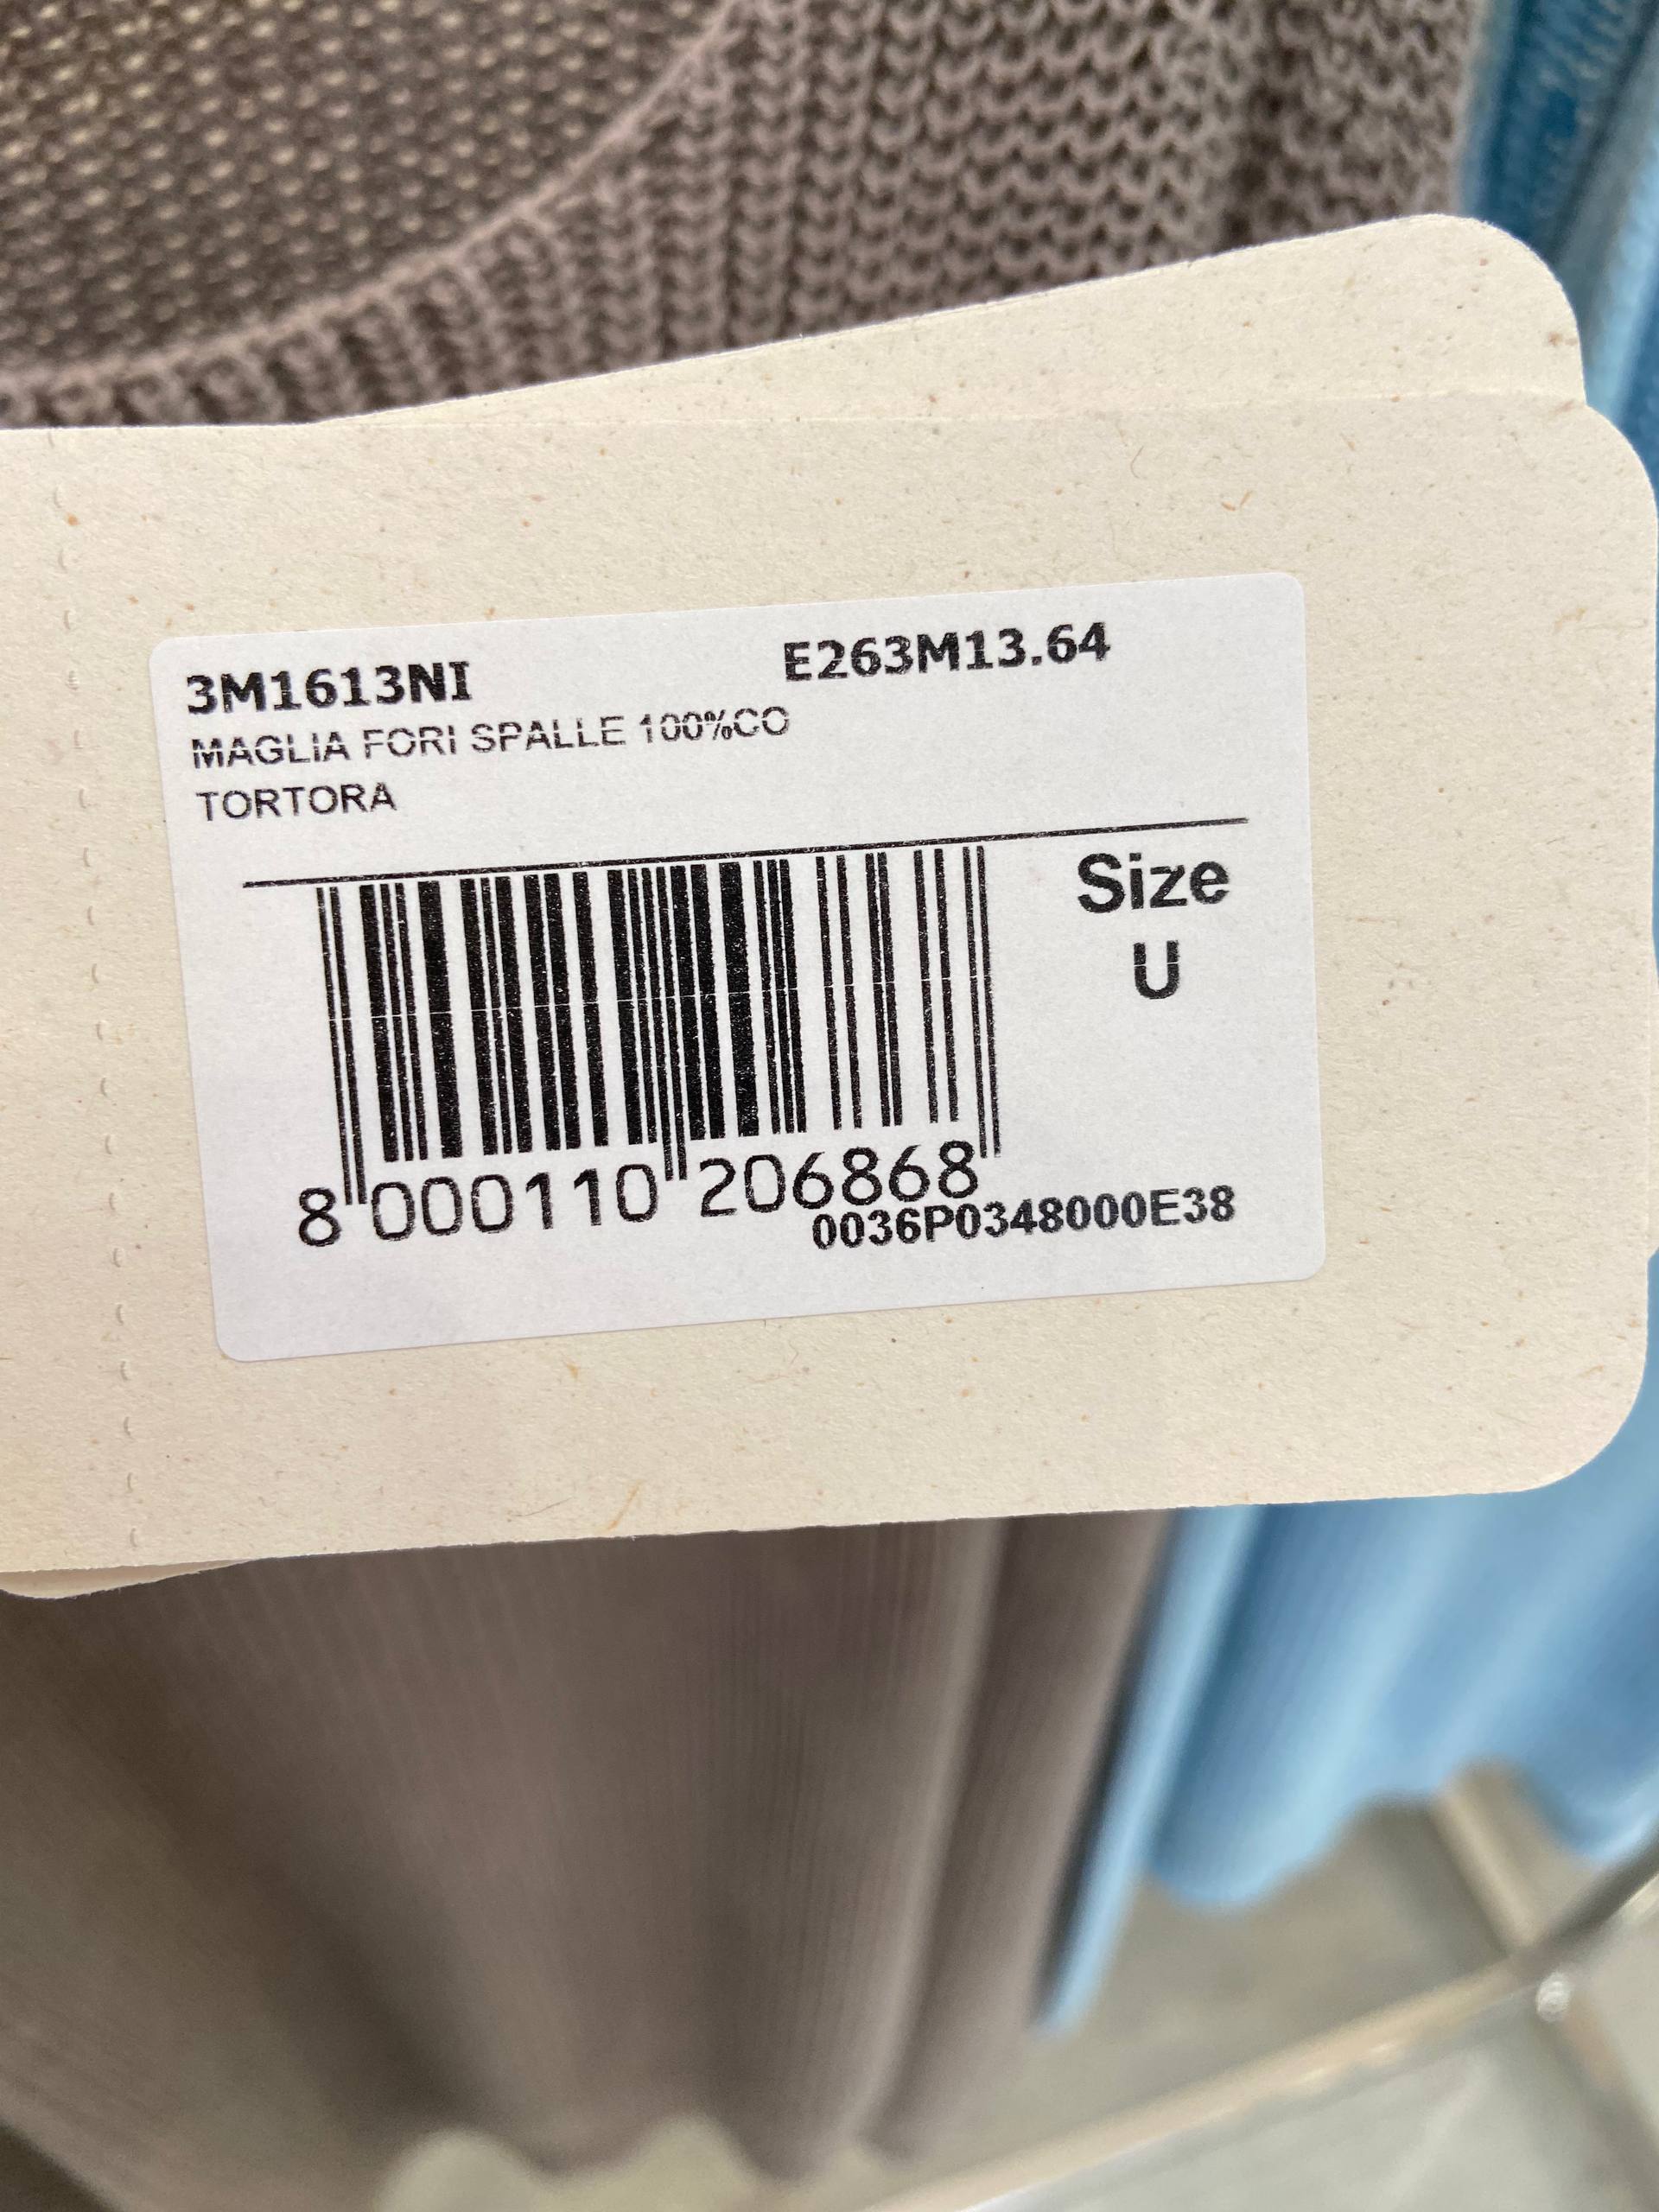 3M1613NI E263M13.64
MAGLIA FORI SPALLE 100%CO
TORTORA
Size
U
8 000110 206868
0036P0348000E38